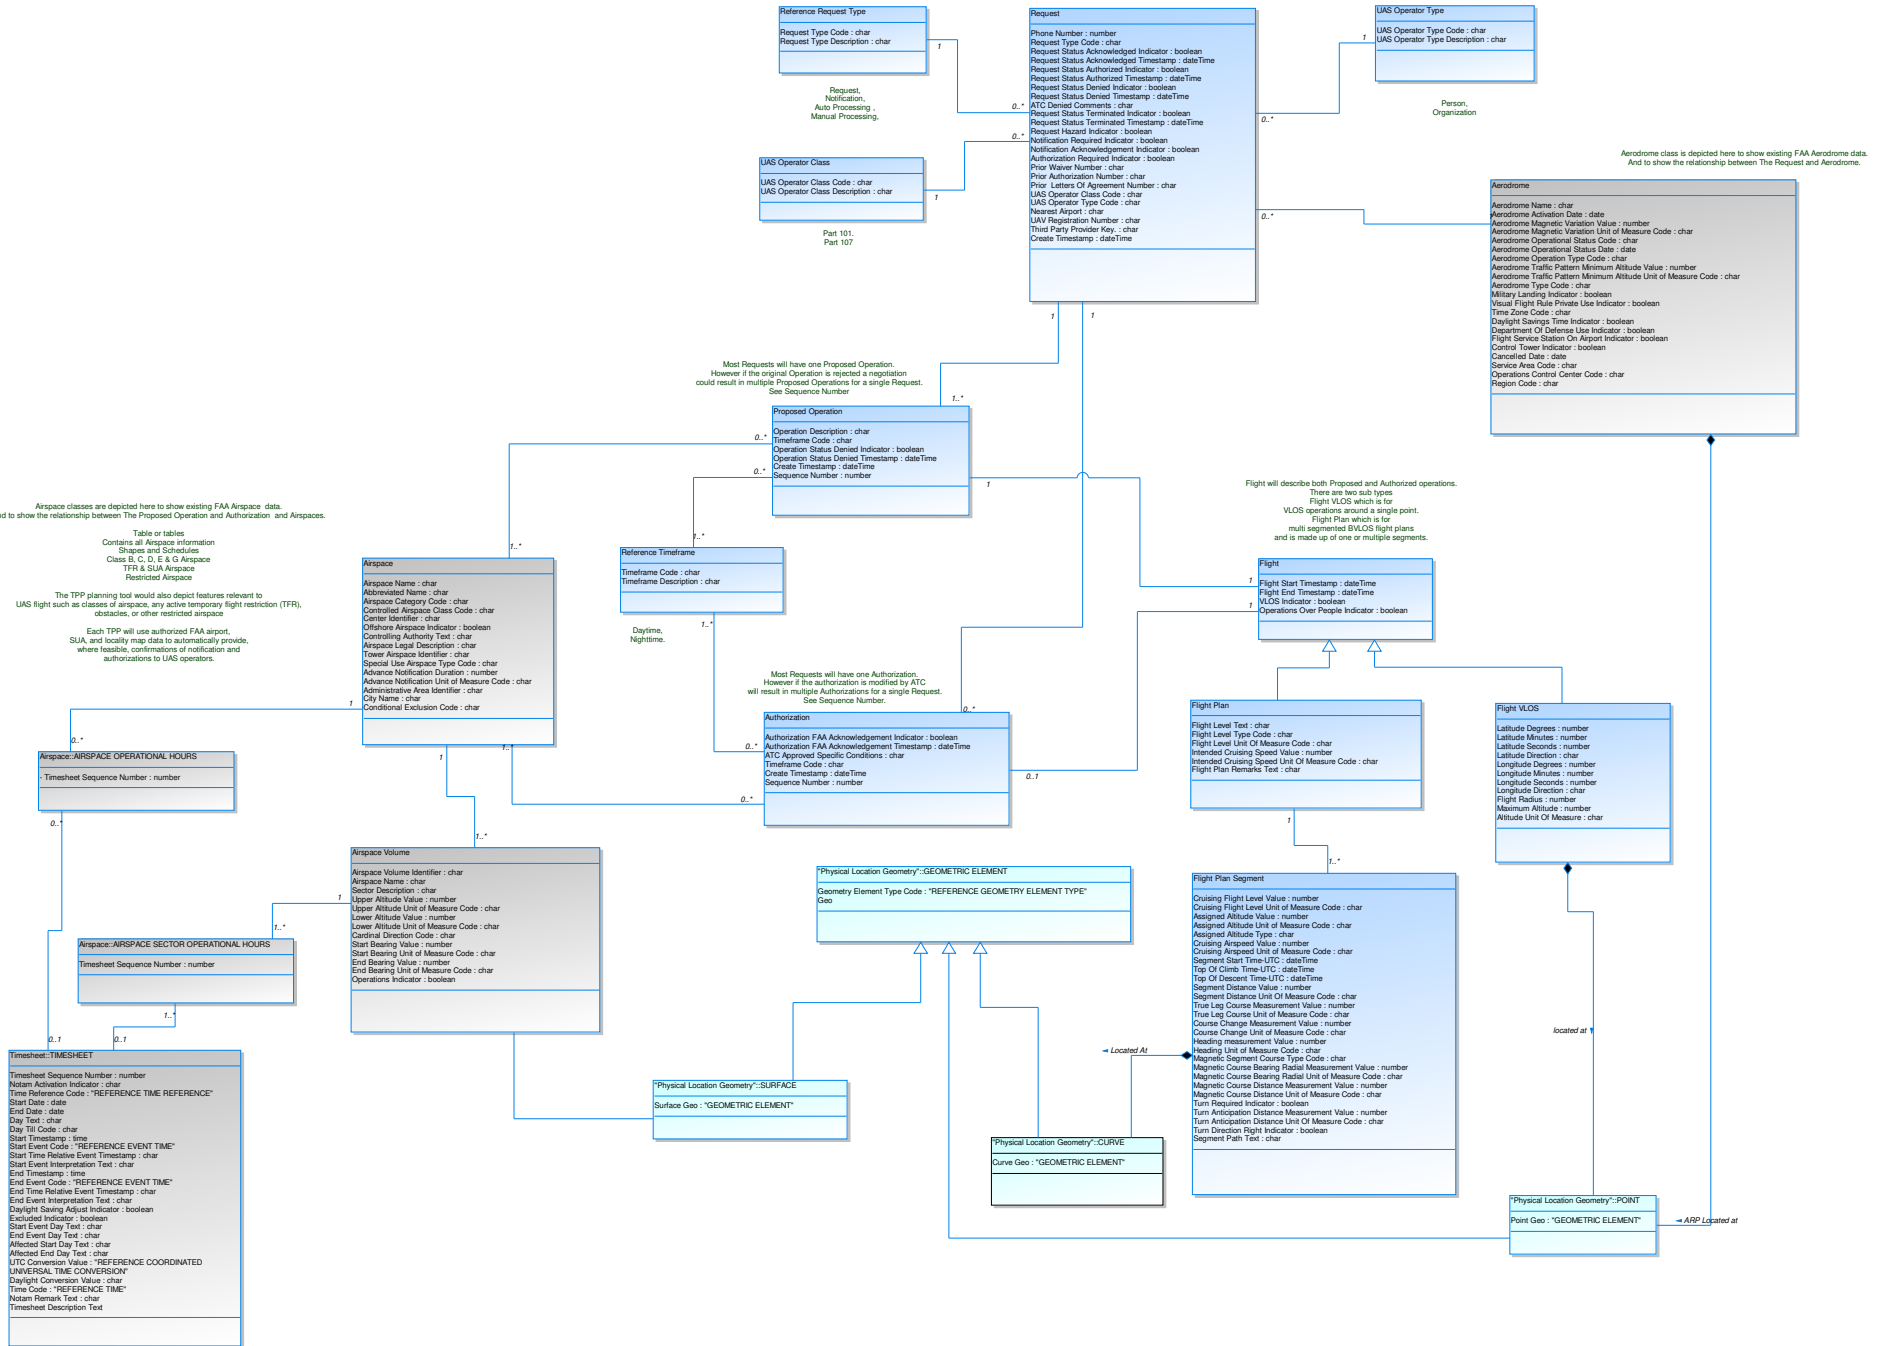 Reference Request Type
Request Type Code : char
Request Type Description : char
1
0..*
Request,
Notification,
Auto Processing ,
Manual Processing,
UAS Operator Class
UAS Operator Class Code : char
UAS Operator Class Description : char
1
0..*
Part 101.
Part 107
Request
Phone Number : number
Request Type Code : char
Request Status Acknowledged Indicator : boolean
Request Status Acknowledged Timestamp : dateTime
Request Status Authorized Indicator : boolean
Request Status Authorized Timestamp : dateTime
Request Status Denied Indicator : boolean
Request Status Denied Timestamp : dateTime
ATC Denied Comments : char
Request Status Terminated Indicator : boolean
Request Status Terminated Timestamp : dateTime
Request Hazard Indicator : boolean
Notification Required Indicator : boolean
Notification Acknowledgement Indicator : boolean
Authorization Required Indicator : boolean
Prior Waiver Number : char
Prior Authorization Number : char
Prior  Letters Of Agreement Number : char
UAS Operator Class Code : char
UAS Operator Type Code : char
Nearest Airport : char
UAV Registration Number : char
Third Party Provider Key. : char
Create Timestamp : dateTime
UAS Operator Type
UAS Operator Type Code : char
UAS Operator Type Description : char
1
0..*
Person,
Organization
Aerodrome class is depicted here to show existing FAA Aerodrome data.
And to show the relationship between The Request and Aerodrome.
0..*
Aerodrome
Aerodrome Name : char
Aerodrome Activation Date : date
Aerodrome Magnetic Variation Value : number
Aerodrome Magnetic Variation Unit of Measure Code : char
Aerodrome Operational Status Code : char
Aerodrome Operational Status Date : date
Aerodrome Operation Type Code : char
Aerodrome Traffic Pattern Minimum Altitude Value : number
Aerodrome Traffic Pattern Minimum Altitude Unit of Measure Code : char
Aerodrome Type Code : char
Military Landing Indicator : boolean
Visual Flight Rule Private Use Indicator : boolean
Time Zone Code : char
Daylight Savings Time Indicator : boolean
Department Of Defense Use Indicator : boolean
Flight Service Station On Airport Indicator : boolean
Control Tower Indicator : boolean
Cancelled Date : date
Service Area Code : char
Operations Control Center Code : char
Region Code : char
1
1
Most Requests will have one Proposed Operation.
However if the original Operation is rejected a negotiation
could result in multiple Proposed Operations for a single Request.
See Sequence Number
1..*
Proposed Operation
Operation Description : char
Timeframe Code : char
Operation Status Denied Indicator : boolean
Operation Status Denied Timestamp : dateTime
Create Timestamp : dateTime
Sequence Number : number
0..*
0..*
1
Flight will describe both Proposed and Authorized operations.
There are two sub types
Flight VLOS which is for
VLOS operations around a single point.
Flight Plan which is for
multi segmented BVLOS flight plans
and is made up of one or multiple segments.
Airspace classes are depicted here to show existing FAA Airspace  data.
d to show the relationship between The Proposed Operation and Authorization  and Airspaces.
Table or tables
Contains all Airspace information
Shapes and Schedules
Class B, C, D, E & G Airspace
TFR & SUA Airspace
Restricted Airspace
The TPP planning tool would also depict features relevant to
UAS flight such as classes of airspace, any active temporary flight restriction (TFR),
obstacles, or other restricted airspace
Each TPP will use authorized FAA airport,
SUA, and locality map data to automatically provide,
where feasible, confirmations of notification and
authorizations to UAS operators.
1..*
Airspace
Airspace Name : char
Abbreviated Name : char
Airspace Category Code : char
Controlled Airspace Class Code : char
Center Identifier : char
Offshore Airspace Indicator : boolean
Controlling Authority Text : char
Airspace Legal Description : char
Tower Airspace Identifier : char
Special Use Airspace Type Code : char
Advance Notification Duration : number
Advance Notification Unit of Measure Code : char
Administrative Area Identifier : char
City Name : char
Conditional Exclusion Code : char
1..*
Reference Timeframe
Timeframe Code : char
Timeframe Description : char
1..*
Daytime,
Nighttime.
1
1
Flight
Flight Start Timestamp : dateTime
Flight End Timestamp : dateTime
VLOS Indicator : boolean
Operations Over People Indicator : boolean
Most Requests will have one Authorization.
However if the authorization is modified by ATC
will result in multiple Authorizations for a single Request.
See Sequence Number.
0..*
Authorization
Authorization FAA Acknowledgement Indicator : boolean
Authorization FAA Acknowledgement Timestamp : dateTime
ATC Approved Specific Conditions : char
Timeframe Code : char
Create Timestamp : dateTime
Sequence Number : number
0..*
0..*
0..1
Flight Plan
Flight Level Text : char
Flight Level Type Code : char
Flight Level Unit Of Measure Code : char
Intended Cruising Speed Value : number
Intended Cruising Speed Unit Of Measure Code : char
Flight Plan Remarks Text : char
1
1..*
Flight VLOS
Latitude Degrees : number
Latitude Minutes : number
Latitude Seconds : number
Latitude Direction : char
Longitude Degrees : number
Longitude Minutes : number
Longitude Seconds : number
Longitude Direction : char
Flight Radius : number
Maximum Altitude : number
Altitude Unit Of Measure : char
1
0..*
Airspace::AIRSPACE OPERATIONAL HOURS
- Timesheet Sequence Number : number
0..*
1
1..*
1..*
Airspace Volume
Airspace Volume Identifier : char
Airspace Name : char
Sector Description : char
Upper Altitude Value : number
Upper Altitude Unit of Measure Code : char
Lower Altitude Value : number
Lower Altitude Unit of Measure Code : char
Cardinal Direction Code : char
Start Bearing Value : number
Start Bearing Unit of Measure Code : char
End Bearing Value : number
End Bearing Unit of Measure Code : char
Operations Indicator : boolean
1
1..*
Airspace::AIRSPACE SECTOR OPERATIONAL HOURS
Timesheet Sequence Number : number
1..*
0..1
0..1
Timesheet::TIMESHEET
Timesheet Sequence Number : number
Notam Activation Indicator : char
Time Reference Code : "REFERENCE TIME REFERENCE"
Start Date : date
End Date : date
Day Text : char
Day Till Code : char
Start Timestamp : time
Start Event Code : "REFERENCE EVENT TIME"
Start Time Relative Event Timestamp : char
Start Event Interpretation Text : char
End Timestamp : time
End Event Code : "REFERENCE EVENT TIME"
End Time Relative Event Timestamp : char
End Event Interpretation Text : char
Daylight Saving Adjust Indicator : boolean
Excluded Indicator : boolean
Start Event Day Text : char
End Event Day Text : char
Affected Start Day Text : char
Affected End Day Text : char
UTC Conversion Value : "REFERENCE COORDINATED
UNIVERSAL TIME CONVERSION"
Daylight Conversion Value : char
Time Code : "REFERENCE TIME"
Notam Remark Text : char
Timesheet Description Text
"Physical Location Geometry"::GEOMETRIC ELEMENT
Geometry Element Type Code : "REFERENCE GEOMETRY ELEMENT TYPE"
Geo
"Physical Location Geometry"::SURFACE
Surface Geo : "GEOMETRIC ELEMENT"
Located At
"Physical Location Geometry"::CURVE
Curve Geo : "GEOMETRIC ELEMENT"
Flight Plan Segment
Cruising Flight Level Value : number
Cruising Flight Level Unit of Measure Code : char
Assigned Altitude Value : number
Assigned Altitude Unit of Measure Code : char
Assigned Altitude Type : char
Cruising Airspeed Value : number
Cruising Airspeed Unit of Measure Code : char
Segment Start Time-UTC : dateTime
Top Of Climb Time-UTC : dateTime
Top Of Descent Time-UTC : dateTime
Segment Distance Value : number
Segment Distance Unit Of Measure Code : char
True Leg Course Measurement Value : number
True Leg Course Unit of Measure Code : char
Course Change Measurement Value : number
Course Change Unit of Measure Code : char
Heading measurement Value : number
Heading Unit of Measure Code : char
Magnetic Segment Course Type Code : char
Magnetic Course Bearing Radial Measurement Value : number
Magnetic Course Bearing Radial Unit of Measure Code : char
Magnetic Course Distance Measurement Value : number
Magnetic Course Distance Unit of Measure Code : char
Turn Required Indicator : boolean
Turn Anticipation Distance Measurement Value : number
Turn Anticipation Distance Unit Of Measure Code : char
Turn Direction Right Indicator : boolean
Segment Path Text : char
located at
"Physical Location Geometry"::POINT
Point Geo : "GEOMETRIC ELEMENT"
ARP Located at